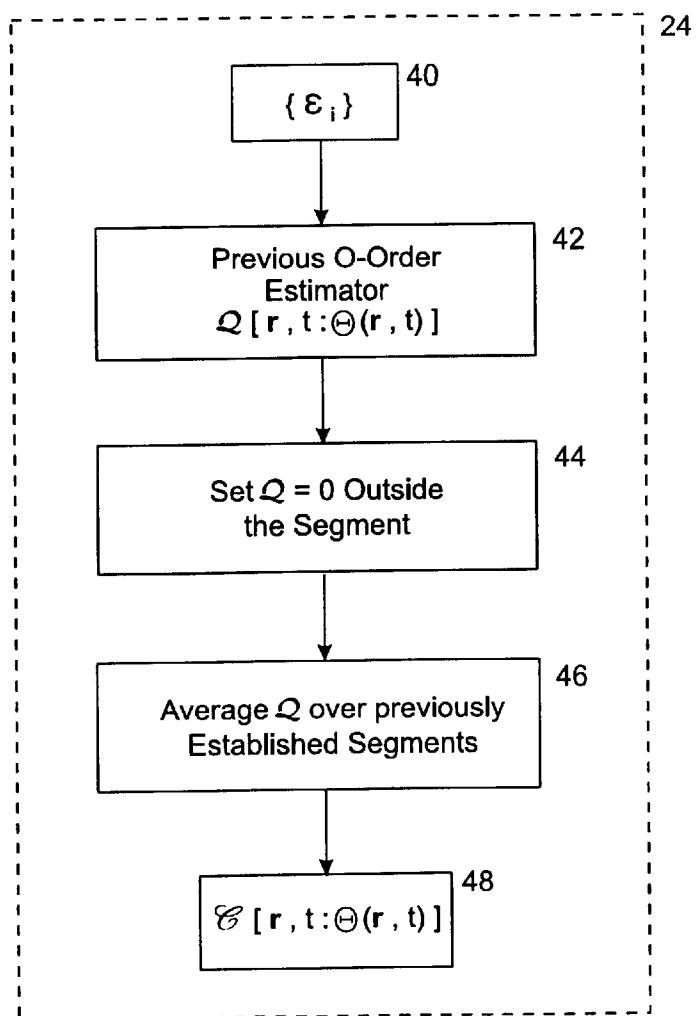 24
40
{ ε i }
42
Previous O-Order
Estimator
𝒬 [ r , t : Θ(r , t) ]
44
Set 𝒬 = 0 Outside
the Segment
46
Average 𝒬 over previously
Established Segments
48
𝒞 [ r , t : Θ(r , t) ]